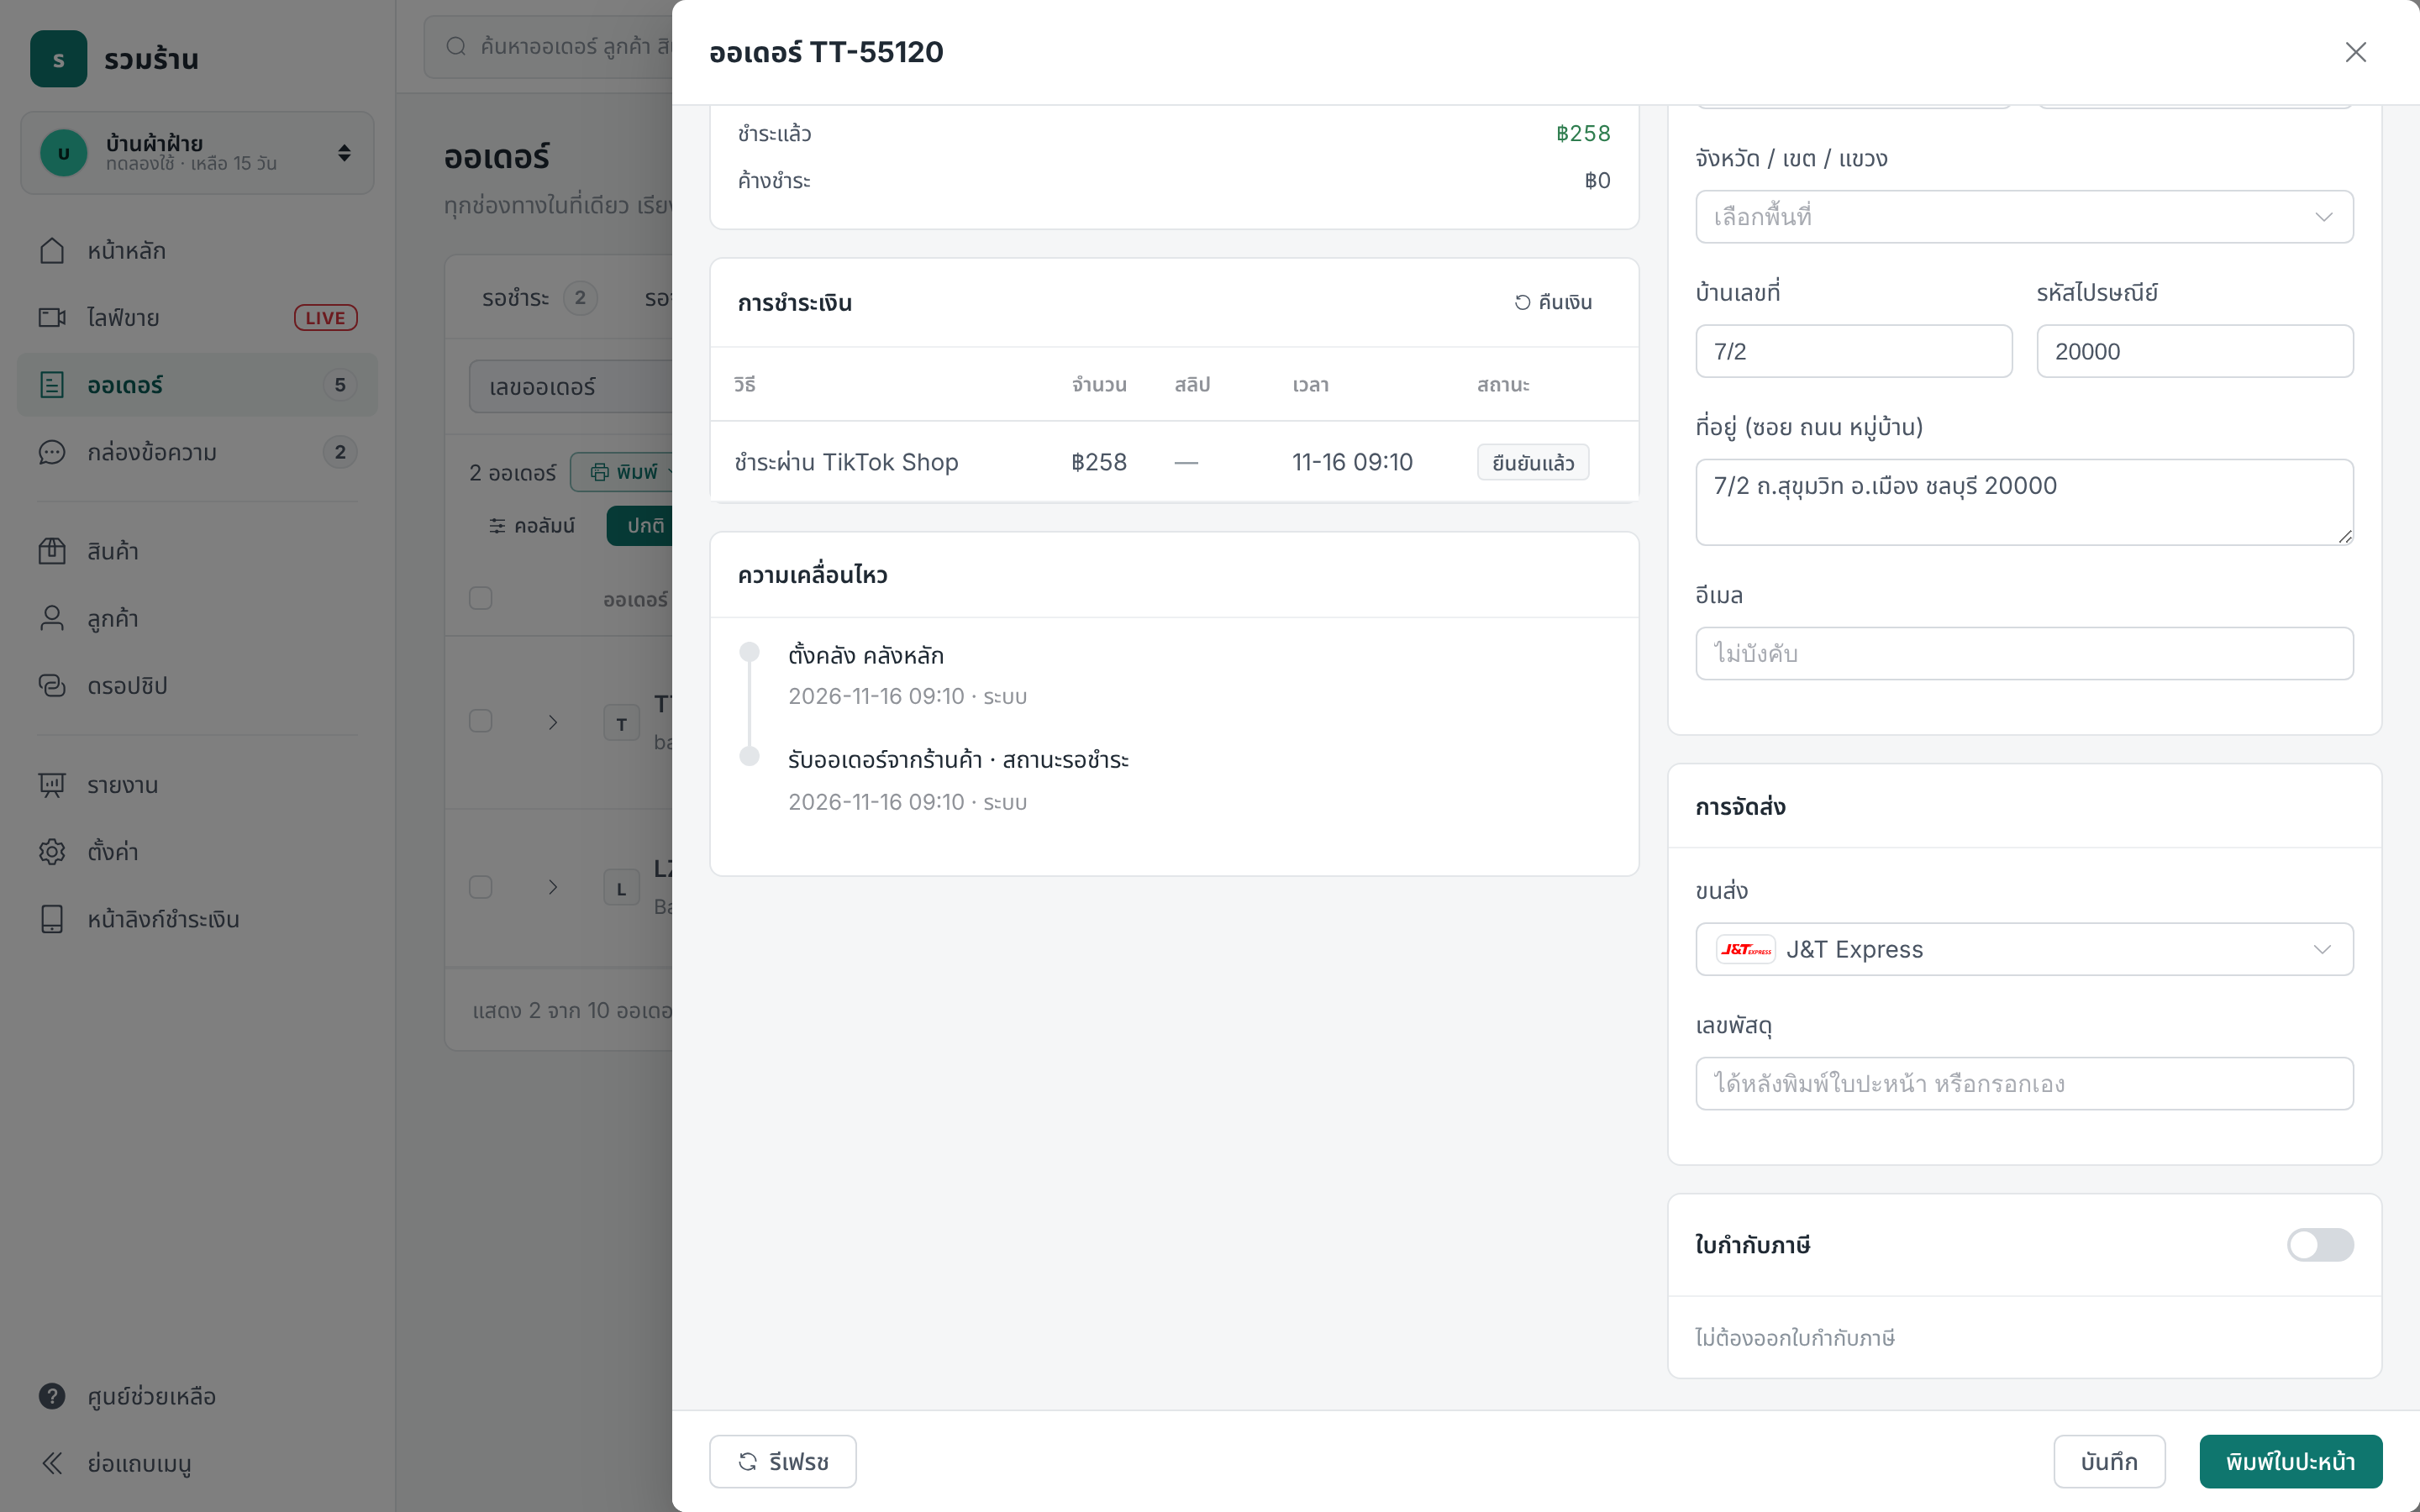 ร
รวมร้าน
บ
บ้านผ้าฝ้าย
ทดลองใช้ · เหลือ 15 วัน
หน้าหลัก
ไลฟ์ขาย
LIVE
ออเดอร์
5
กล่องข้อความ
2
สินค้า
ลูกค้า
ดรอปชิป
รายงาน
ตั้งค่า
หน้าลิงก์ชำระเงิน
ศูนย์ช่วยเหลือ
ย่อแถบเมนู
ค้นหาออเดอร์ ลูกค้า
ออเดอร์
ทุกช่องทางในที่เดียว
รอชำระ
2
เลขออเดอร์
2 ออเดอร์
พิมพ์
คอลัมน์
ปกติ
ออเดอร์
T
L
แสดง 2 จาก 10
ออเดอร์ TT-55120
ชำระแล้ว
฿258
ค้างชำระ
฿0
การชำระเงิน
คืนเงิน
วิธี
จำนวน
สลิป
เวลา
สถานะ
ชำระผ่าน TikTok Shop
฿258
—
11-16 09:10
ยืนยันแล้ว
ความเคลื่อนไหว
ตั้งคลัง คลังหลัก
2026-11-16 09:10 · ระบบ
รับออเดอร์จากร้านค้า · สถานะรอชำระ
2026-11-16 09:10 · ระบบ
จังหวัด / เขต / แขวง
เลือกพื้นที่
บ้านเลขที่
รหัสไปรษณีย์
7/2
20000
ที่อยู่ (ซอย ถนน หมู่บ้าน)
7/2 ถ.สุขุมวิท อ.เมือง ชลบุรี 20000
อีเมล
ไม่บังคับ
การจัดส่ง
ขนส่ง
J&T EXPRESS
J&T Express
เลขพัสดุ
ได้หลังพิมพ์ใบปะหน้า หรือกรอกเอง
ใบกำกับภาษี
ไม่ต้องออกใบกำกับภาษี
รีเฟรช
บันทึก
พิมพ์ใบปะหน้า